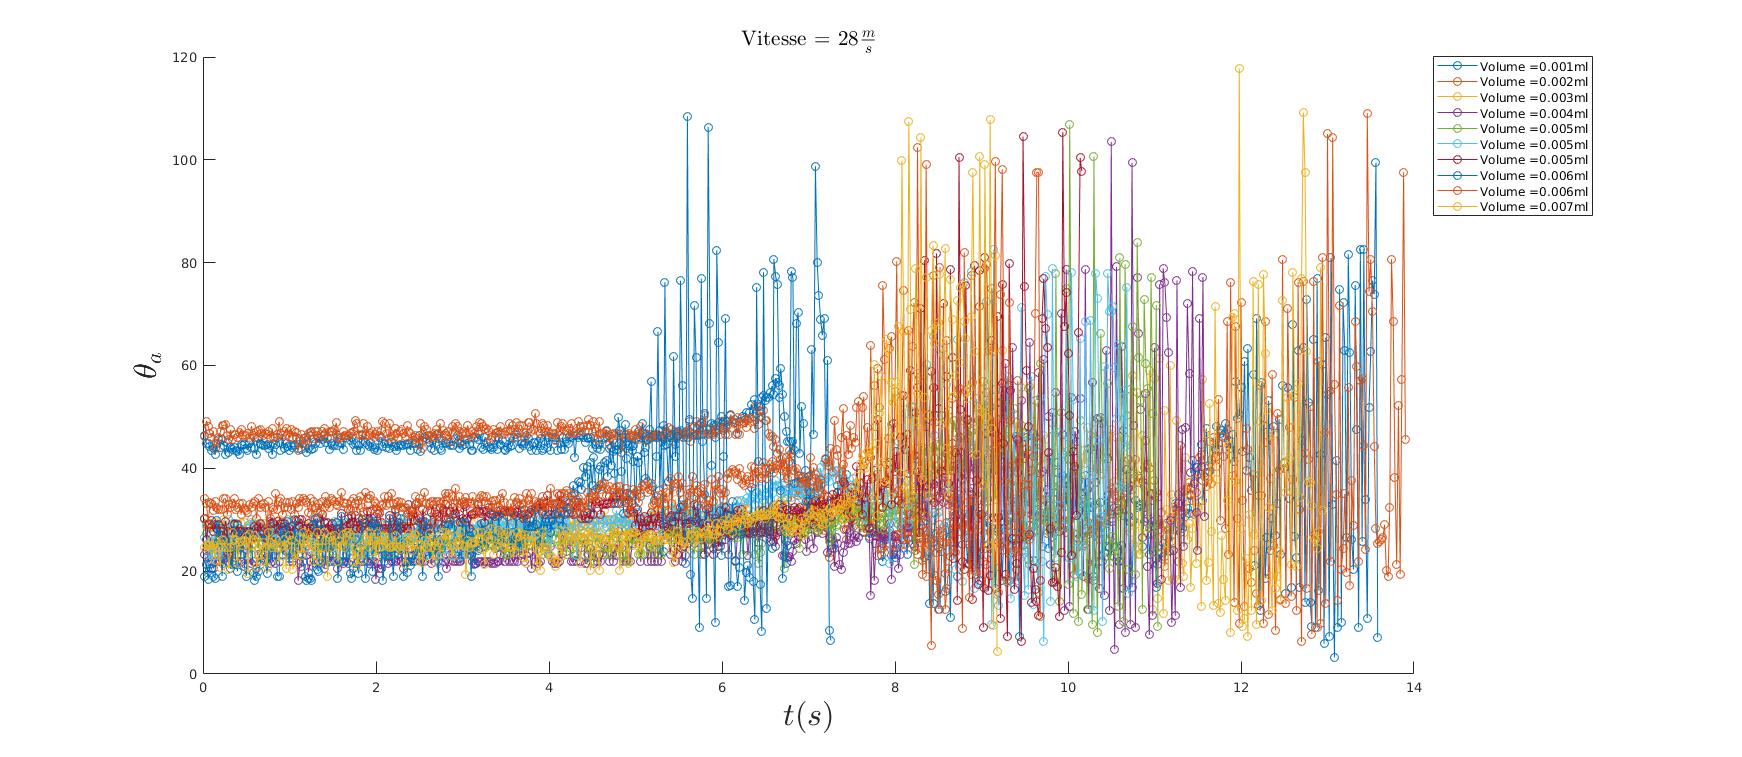 Vitesse = 28 m/s
120
100
80
60
40
20
0
θa
0 2 4 6 8 10 12 14
t(s)
Volume =0.001ml
Volume =0.002ml
Volume =0.003ml
Volume =0.004ml
Volume =0.005ml
Volume =0.005ml
Volume =0.005ml
Volume =0.006ml
Volume =0.006ml
Volume =0.007ml